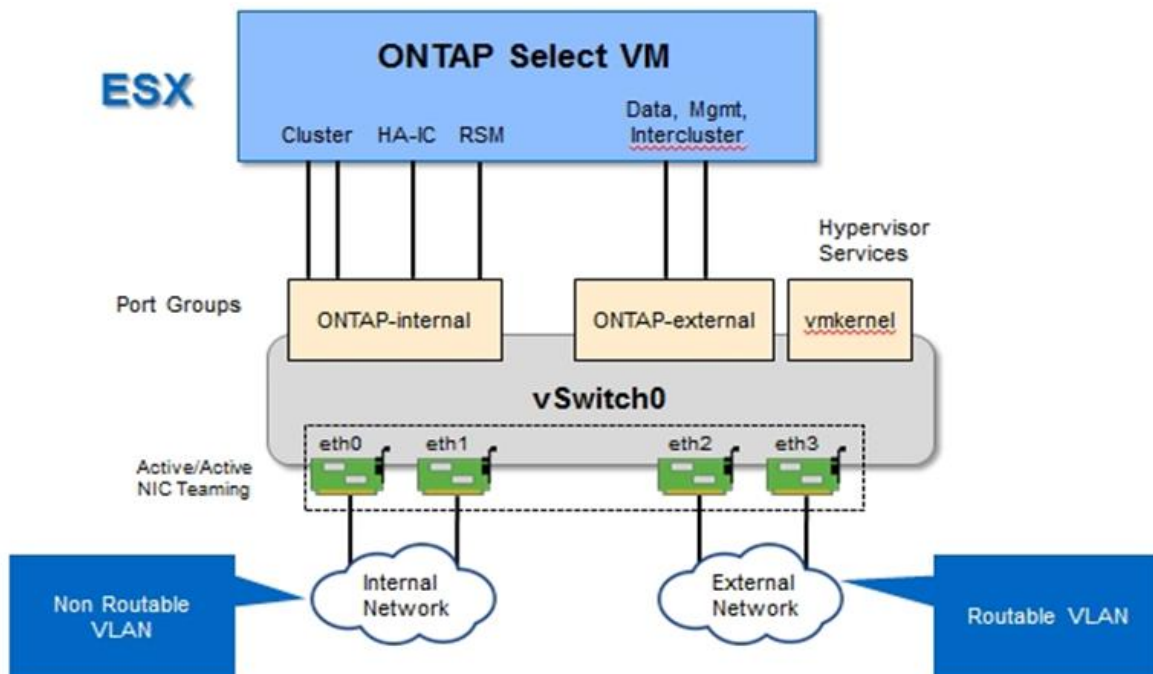 ONTAP Select VM
ESX
Data, Mgmt,
Intercluster
Cluster HA-IC RSM
Hypervisor
Services
Port Groups
ONTAP-internal
ONTAP-external
vmkernel
vSwitch0
eth0 eth1 eth2 eth3
Active/Active
NIC Teaming
Internal
Network
External
Network
Non Routable
VLAN
Routable VLAN